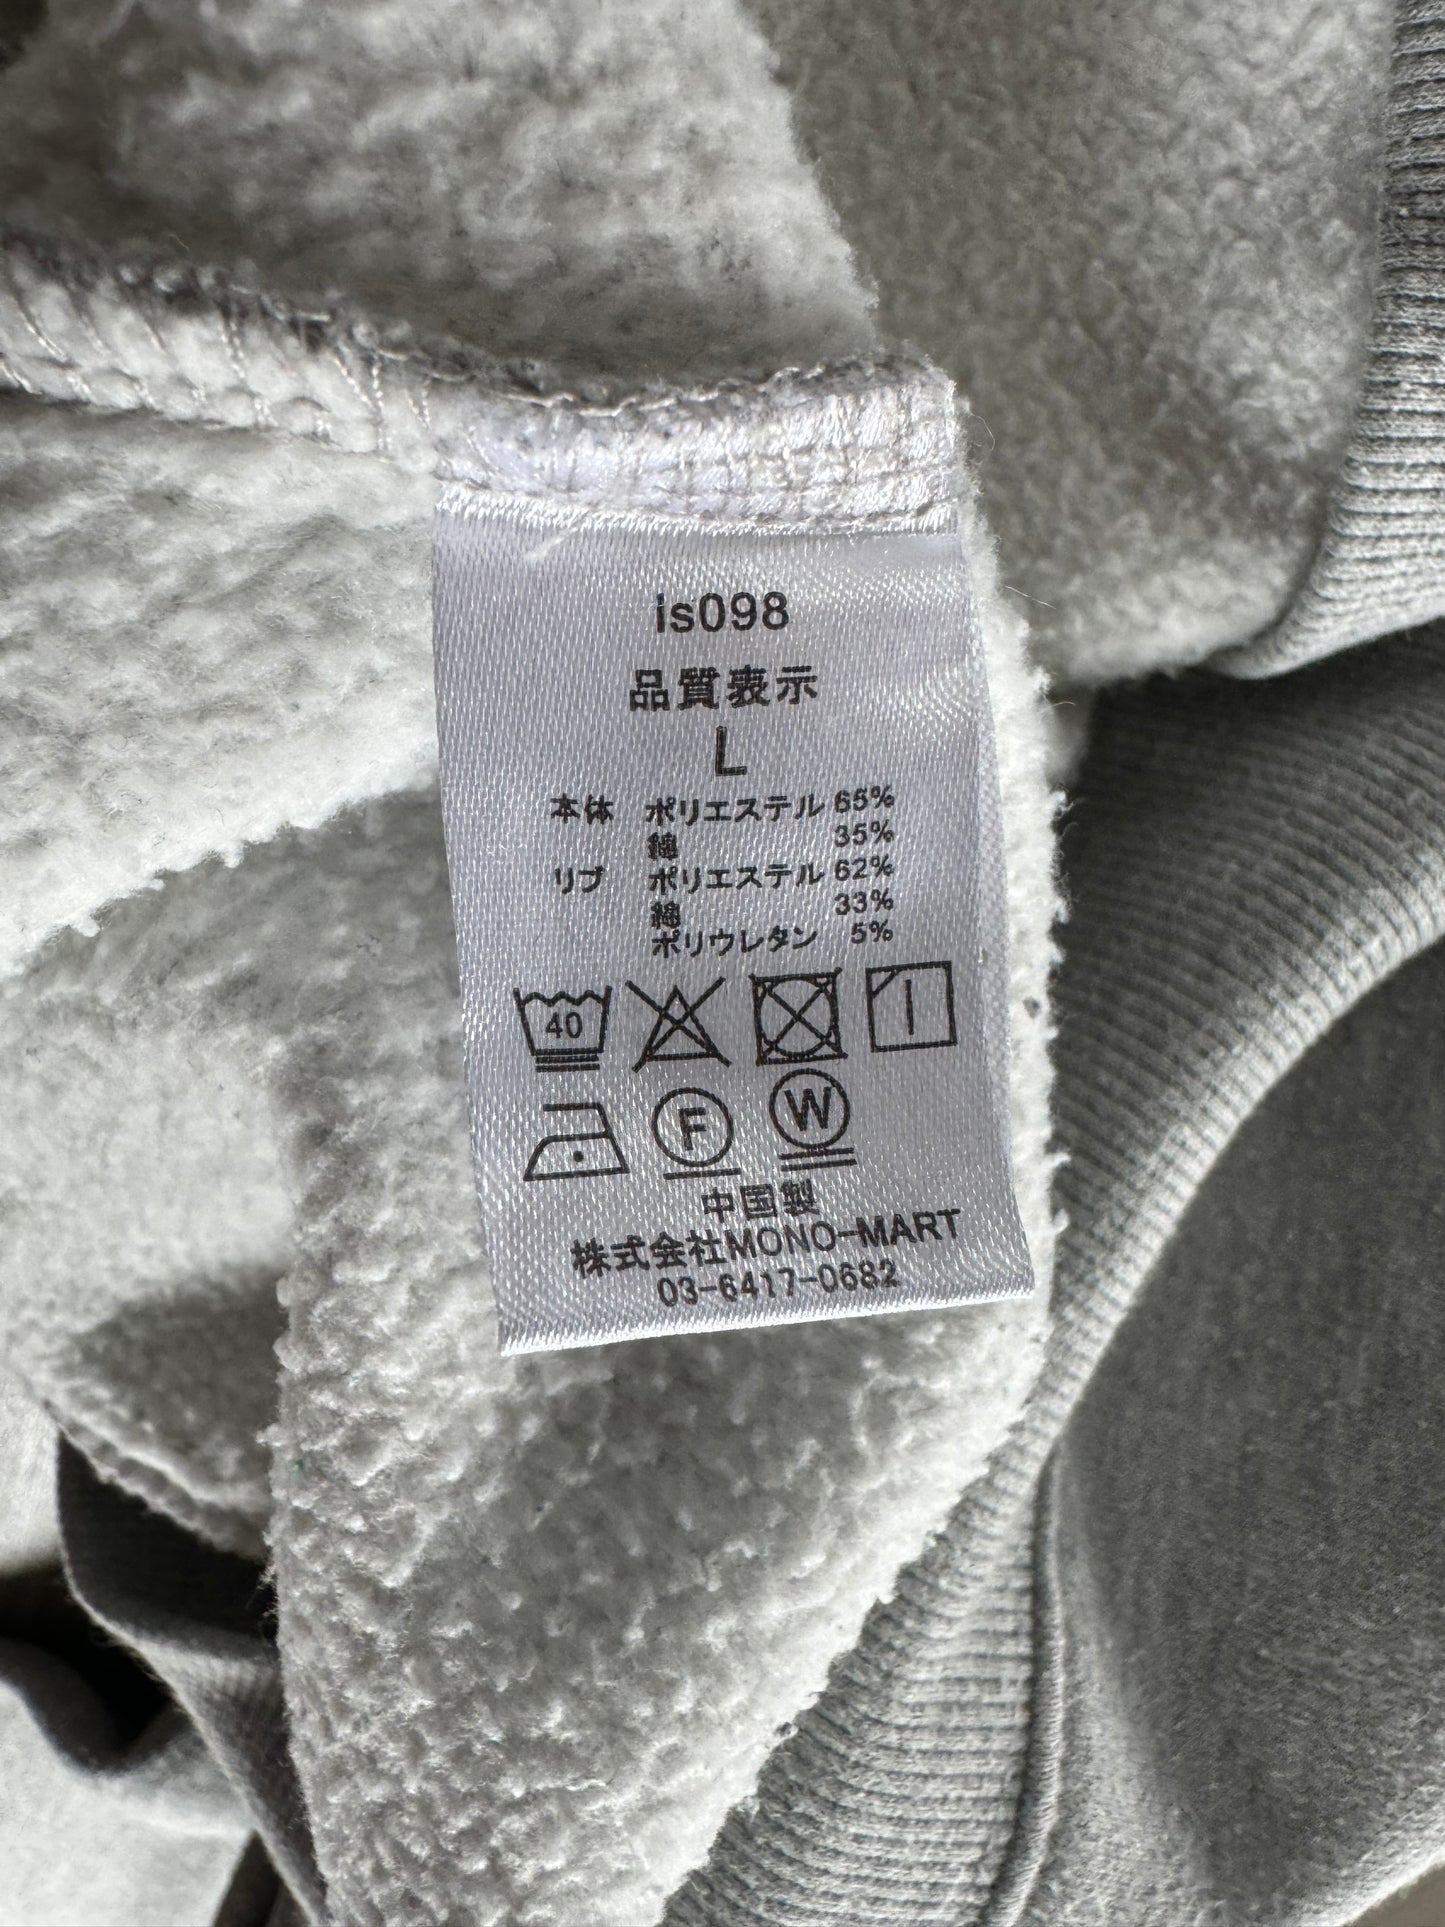 is098
品質表示
L
本体 ポリエステル 65%
綿 35%
リブ ポリエステル 62%
綿 33%
ポリウレタン 5%
40
F
W
中国製
株式会社MONO-MART
03-6417-0682